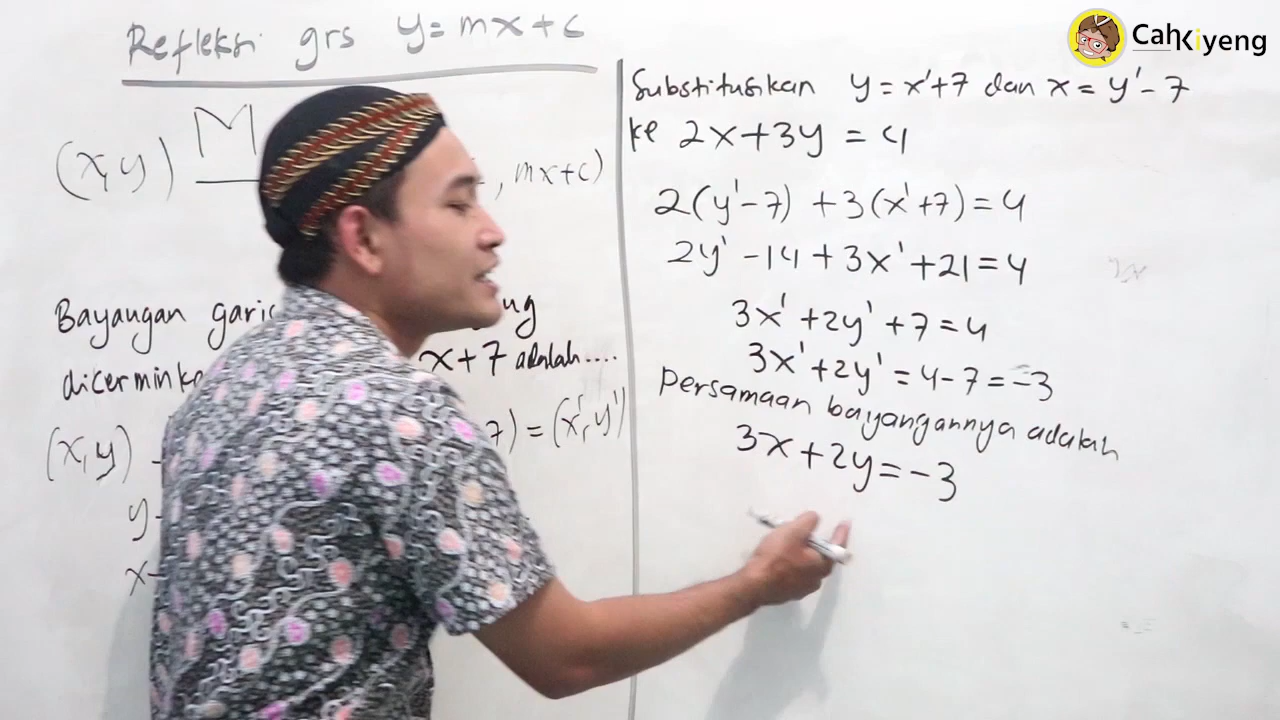 Refleksi grs y=mx+c
(x,y) M , mx+c)
Bayangan garis
x+7 adalah....
(x,y) 7) = (x',y')
y-
x-
Substitusikan y=x'+7 dan x=y'-7
ke 2x+3y=4
2(y'-7)+3(x'+7)=4
2y'-14+3x'+21=4
3x'+2y'+7=4
3x'+2y'=4-7=-3
Persamaan bayangannya adalah
3x+2y=-3
CahKiyeng